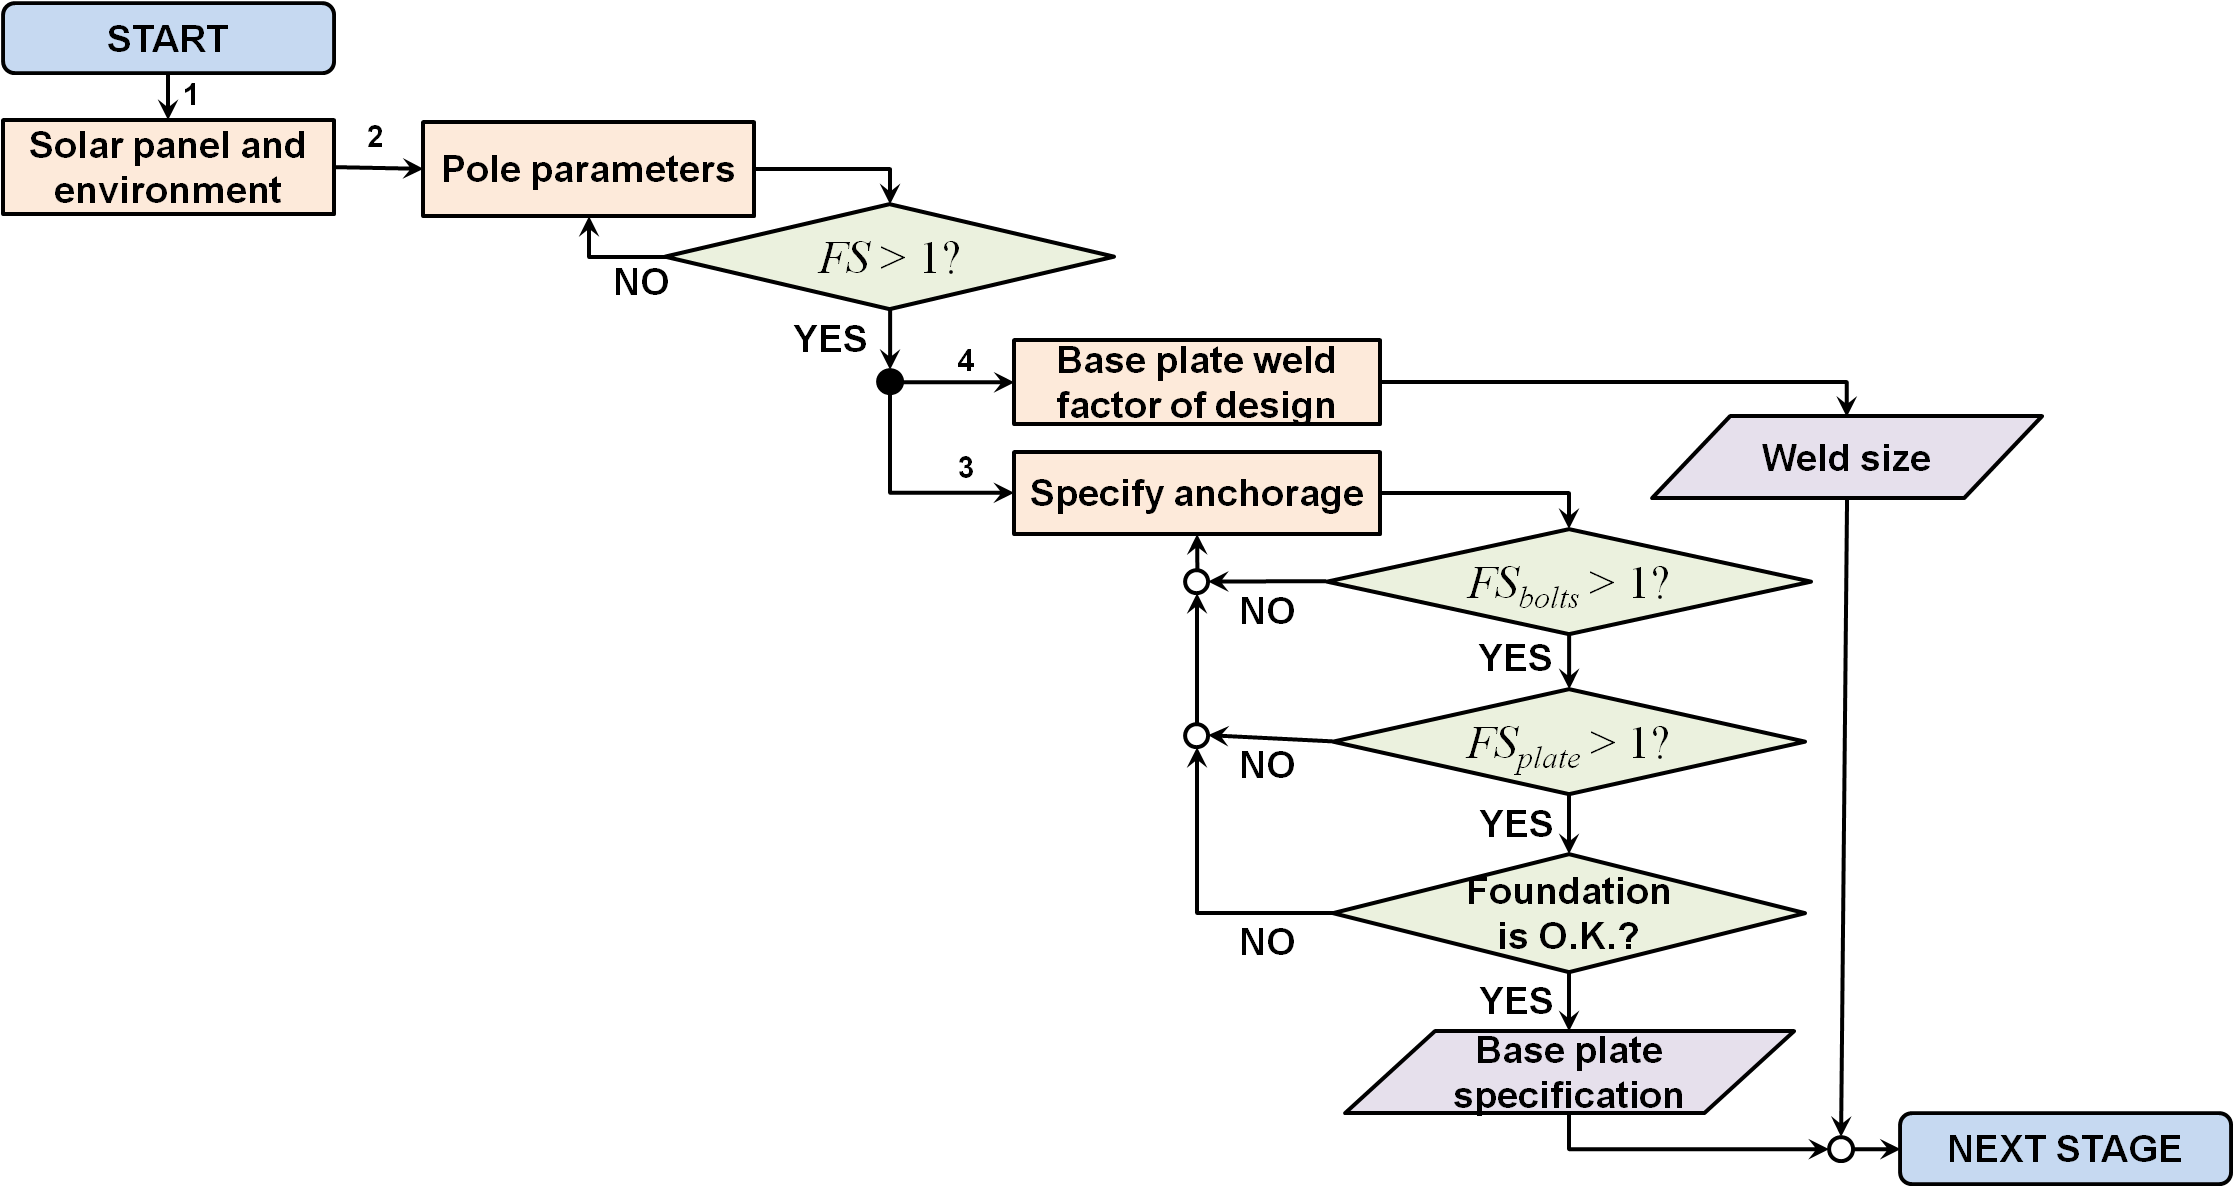 START
1
Solar panel and
environment
2
Pole parameters
FS > 1?
NO
YES
4
Base plate weld
factor of design
Weld size
3
Specify anchorage
FSbolts > 1?
NO
YES
FSplate > 1?
NO
YES
Foundation
is O.K.?
NO
YES
Base plate
specification
NEXT STAGE